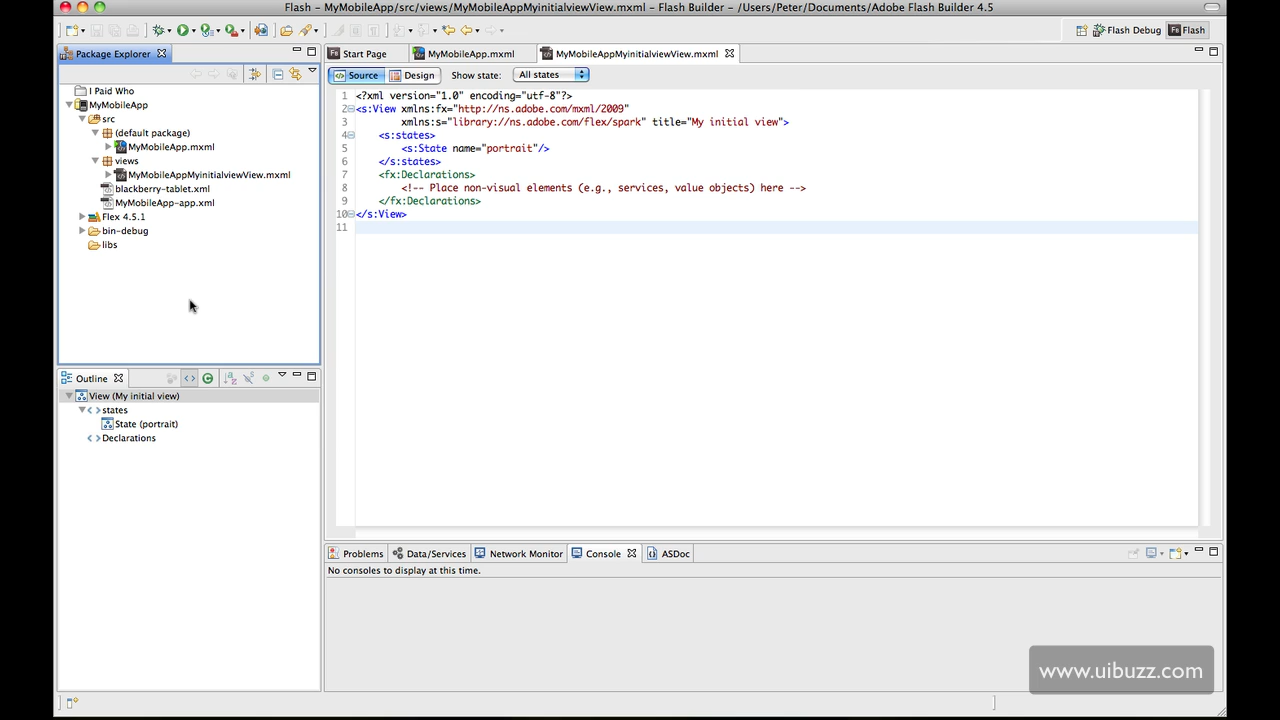 Flash - MyMobileApp/src/views/MyMobileAppMyinitialviewView.mxml - Flash Builder - /Users/Peter/Documents/Adobe Flash Builder 4.5
Flash Debug
Fs Flash
Package Explorer
I Paid Who
MyMobileApp
src
(default package)
MyMobileApp.mxml
views
MyMobileAppMyinitialviewView.mxml
blackberry-tablet.xml
MyMobileApp-app.xml
Flex 4.5.1
bin-debug
libs
Outline
View (My initial view)
states
State (portrait)
Declarations
Start Page
MyMobileApp.mxml
MyMobileAppMyinitialviewView.mxml
Source
Design
Show state:
All states
1 <?xml version="1.0" encoding="utf-8"?>
2 <s:View xmlns:fx="http://ns.adobe.com/mxml/2009"
3 xmlns:s="library://ns.adobe.com/flex/spark" title="My initial view">
4 <s:states>
5 <s:State name="portrait"/>
6 </s:states>
7 <fx:Declarations>
8 <!-- Place non-visual elements (e.g., services, value objects) here -->
9 </fx:Declarations>
10 </s:View>
11
Problems
Data/Services
Network Monitor
Console
ASDoc
No consoles to display at this time.
www.uibuzz.com